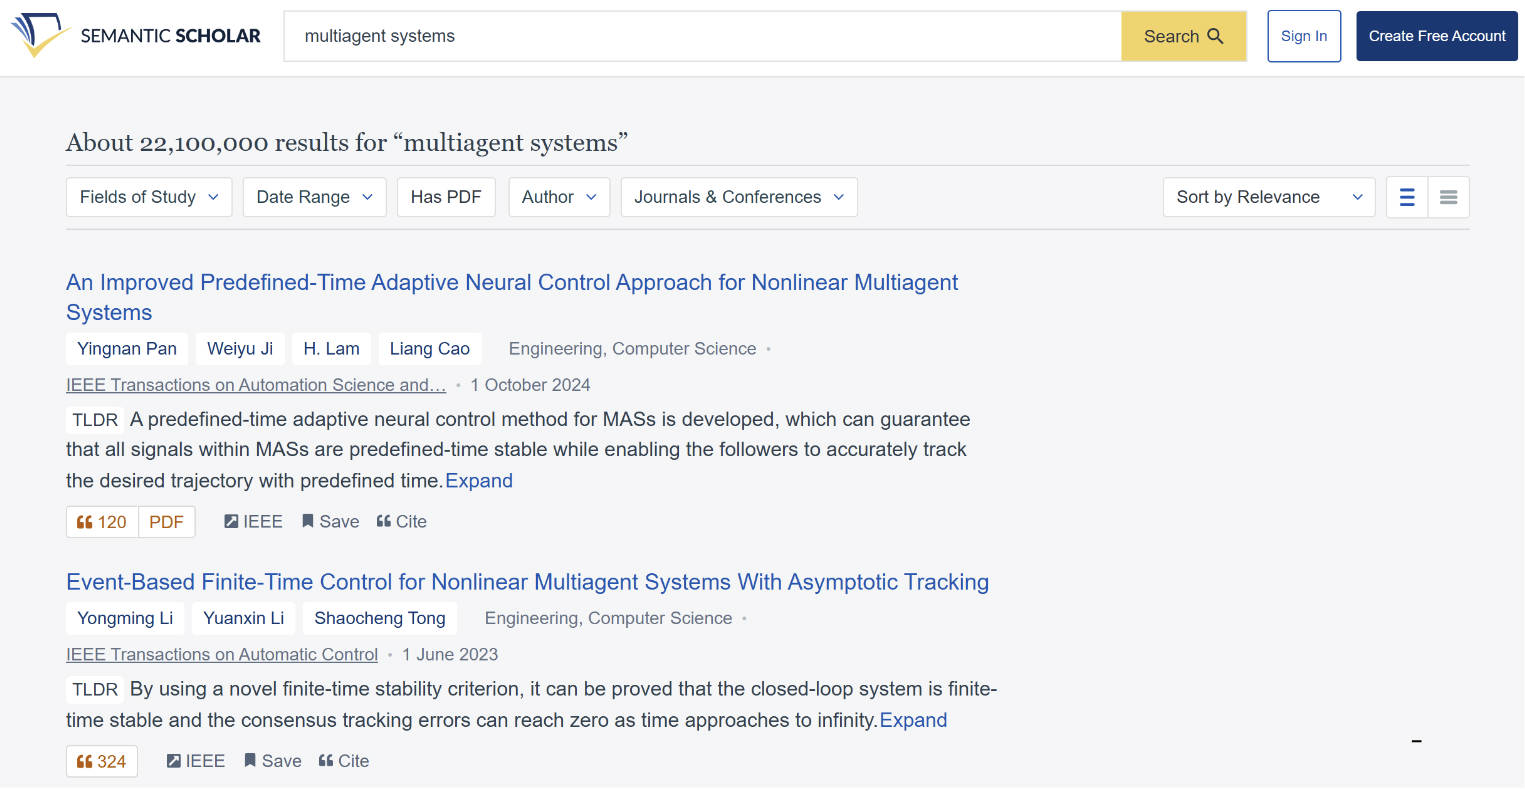 SEMANTIC SCHOLAR
multiagent systems
Search
Sign In
Create Free Account
About 22,100,000 results for “multiagent systems”
Fields of Study
Date Range
Has PDF
Author
Journals & Conferences
Sort by Relevance
An Improved Predefined-Time Adaptive Neural Control Approach for Nonlinear Multiagent
Systems
Yingnan Pan Weiyu Ji H. Lam Liang Cao Engineering, Computer Science •
IEEE Transactions on Automation Science and… • 1 October 2024
TLDR A predefined-time adaptive neural control method for MASs is developed, which can guarantee
that all signals within MASs are predefined-time stable while enabling the followers to accurately track
the desired trajectory with predefined time.Expand
120 PDF IEEE Save Cite
Event-Based Finite-Time Control for Nonlinear Multiagent Systems With Asymptotic Tracking
Yongming Li Yuanxin Li Shaocheng Tong Engineering, Computer Science •
IEEE Transactions on Automatic Control • 1 June 2023
TLDR By using a novel finite-time stability criterion, it can be proved that the closed-loop system is finite-
time stable and the consensus tracking errors can reach zero as time approaches to infinity.Expand
324 IEEE Save Cite